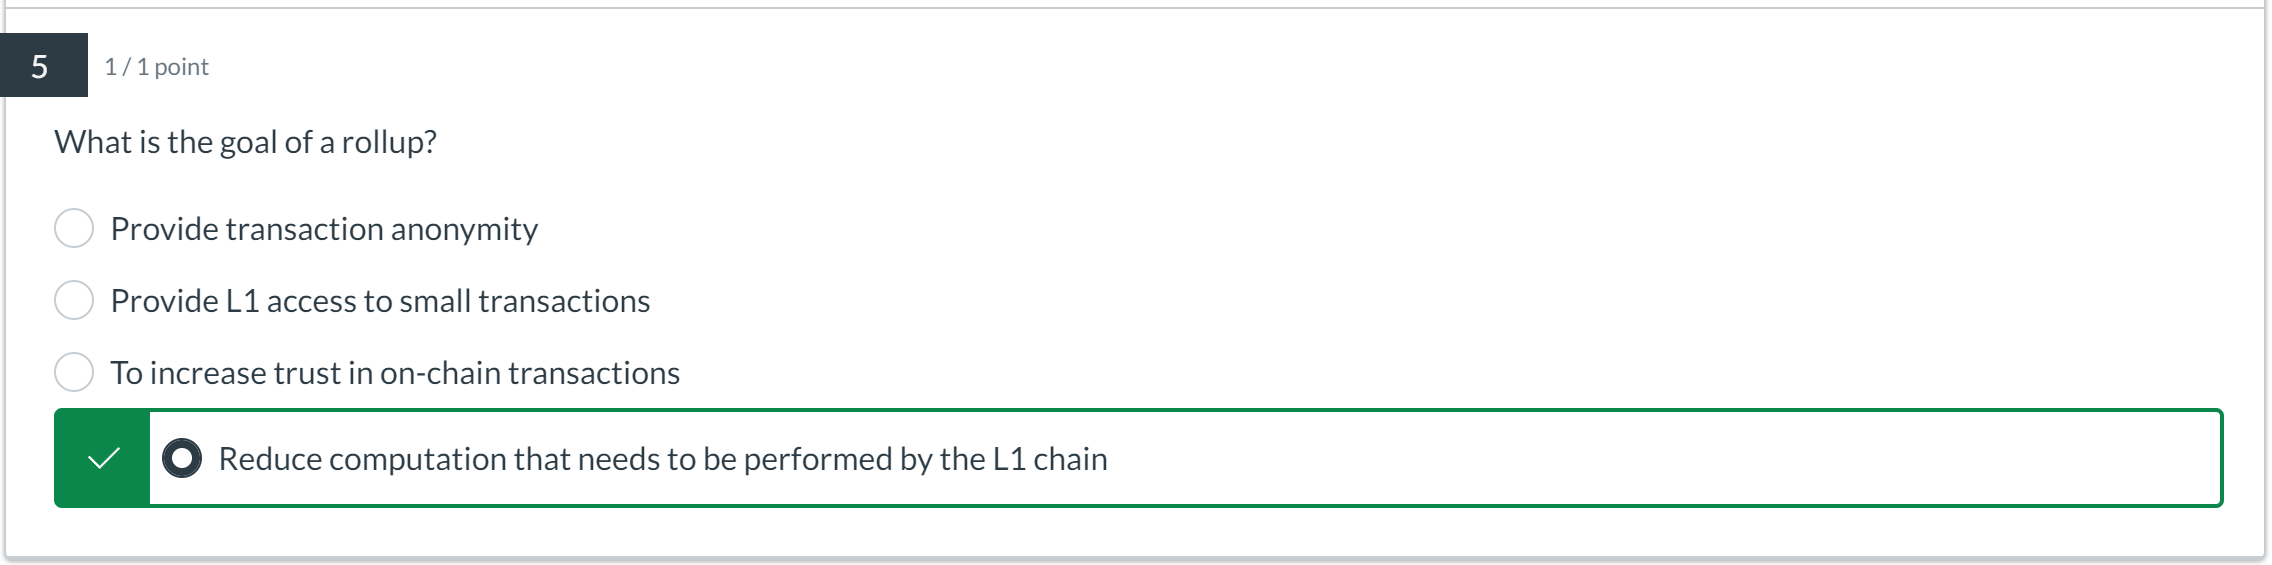 5
1 / 1 point
What is the goal of a rollup?
Provide transaction anonymity
Provide L1 access to small transactions
To increase trust in on-chain transactions
Reduce computation that needs to be performed by the L1 chain